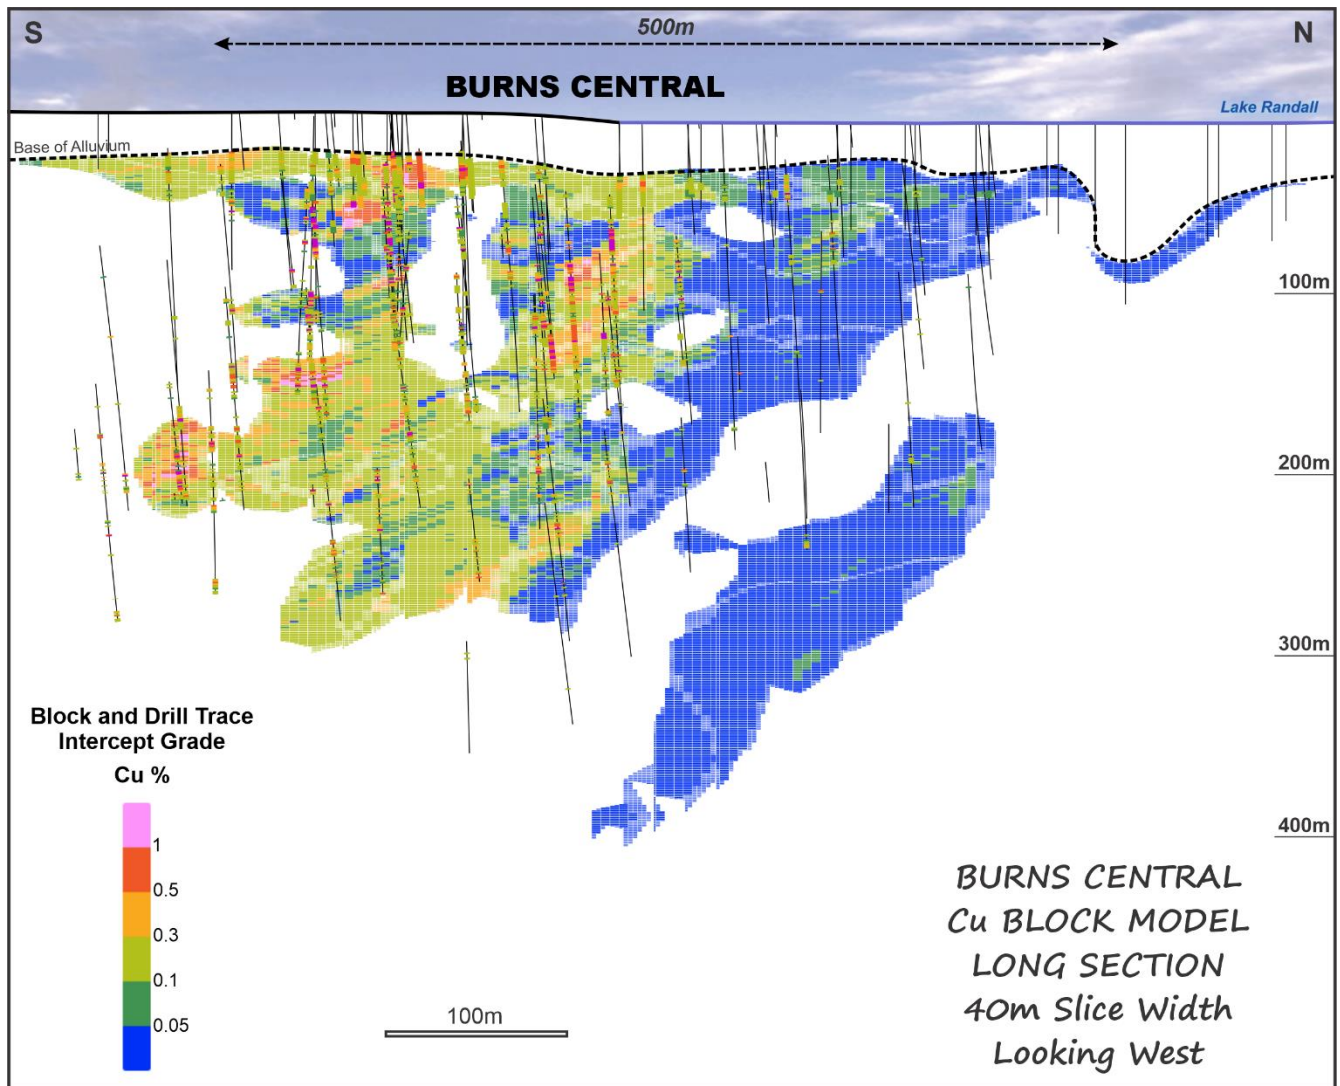 S
500m
N
BURNS CENTRAL
Lake Randall
Base of Alluvium
100m
200m
300m
400m
Block and Drill Trace
Intercept Grade
Cu %
1
0.5
0.3
0.1
0.05
100m
BURNS CENTRAL
Cu BLOCK MODEL
LONG SECTION
40m Slice Width
Looking West